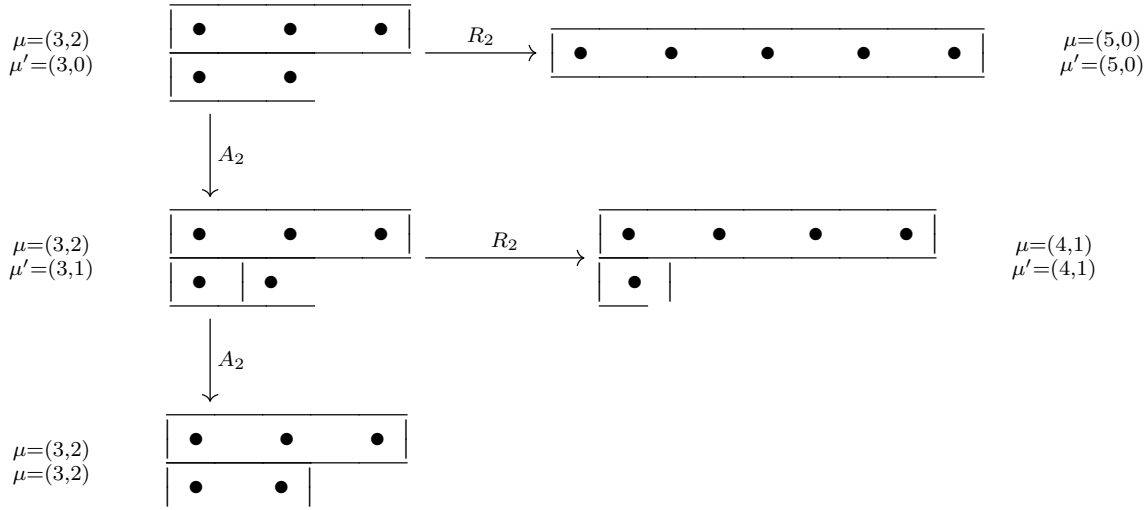 μ=(3,2)
μ′=(3,0)
R₂
μ=(5,0)
μ′=(5,0)
A₂
μ=(3,2)
μ′=(3,1)
R₂
μ=(4,1)
μ′=(4,1)
A₂
μ=(3,2)
μ=(3,2)